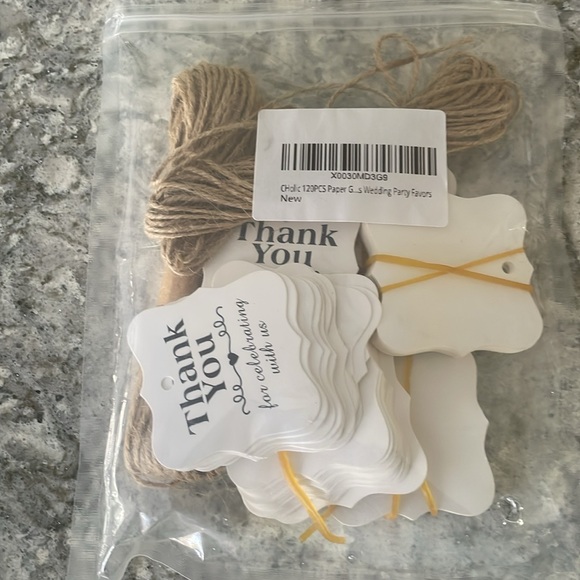 X0030MD3G9
CHolic 120PCS Paper G...s Wedding Party Favors
New
Thank
You
Thank
You
for celebrating
with us